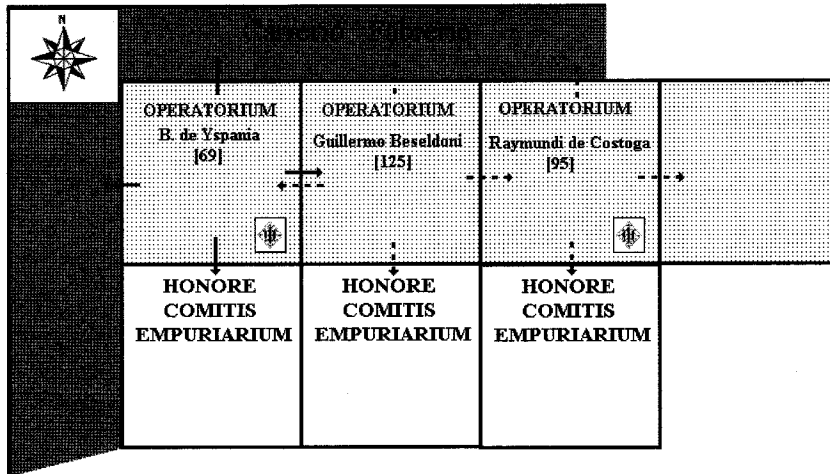 N
OPERATORIUM
B. de Yspania
[69]
OPERATORIUM
Guillermo Beseldoni
[125]
OPERATORIUM
Raymundi de Costoga
[95]
HONORE
COMITIS
EMPURIARIUM
HONORE
COMITIS
EMPURIARIUM
HONORE
COMITIS
EMPURIARIUM